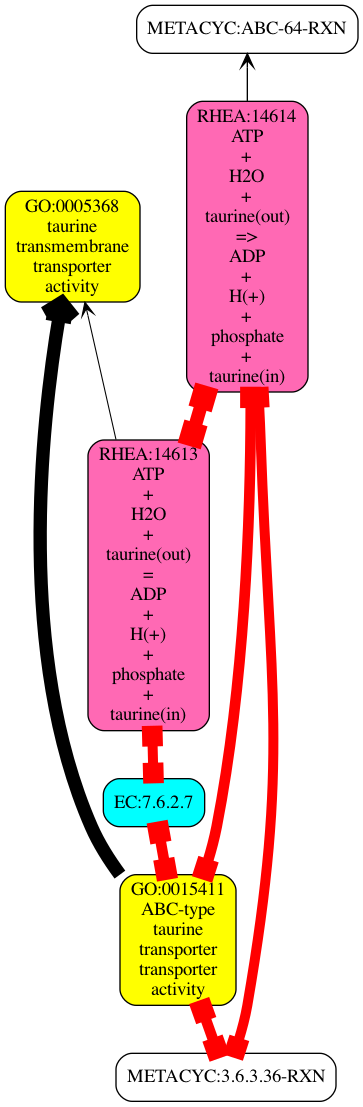 METACYC:ABC-64-RXN
RHEA:14614
ATP
+
H2O
+
taurine(out)
=>
ADP
+
H(+)
+
phosphate
+
taurine(in)
GO:0005368
taurine
transmembrane
transporter
activity
RHEA:14613
ATP
+
H2O
+
taurine(out)
=
ADP
+
H(+)
+
phosphate
+
taurine(in)
EC:7.6.2.7
GO:0015411
ABC-type
taurine
transporter
transporter
activity
METACYC:3.6.3.36-RXN